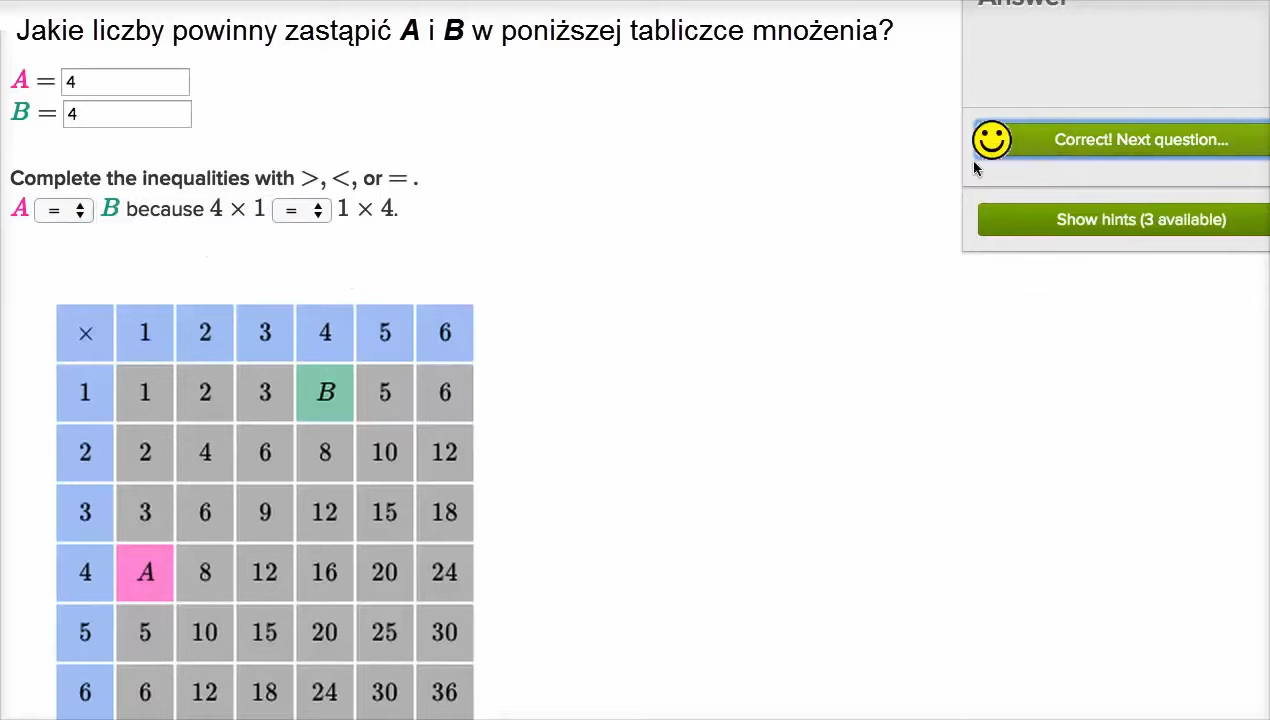 Jakie liczby powinny zastąpić A i B w poniższej tabliczce mnożenia?
A = 4
B = 4
Complete the inequalities with >, <, or = .
A = B because 4 × 1 = 1 × 4.
Answer
Correct! Next question...
Show hints (3 available)
× 1 2 3 4 5 6
1 1 2 3 B 5 6
2 2 4 6 8 10 12
3 3 6 9 12 15 18
4 A 8 12 16 20 24
5 5 10 15 20 25 30
6 6 12 18 24 30 36